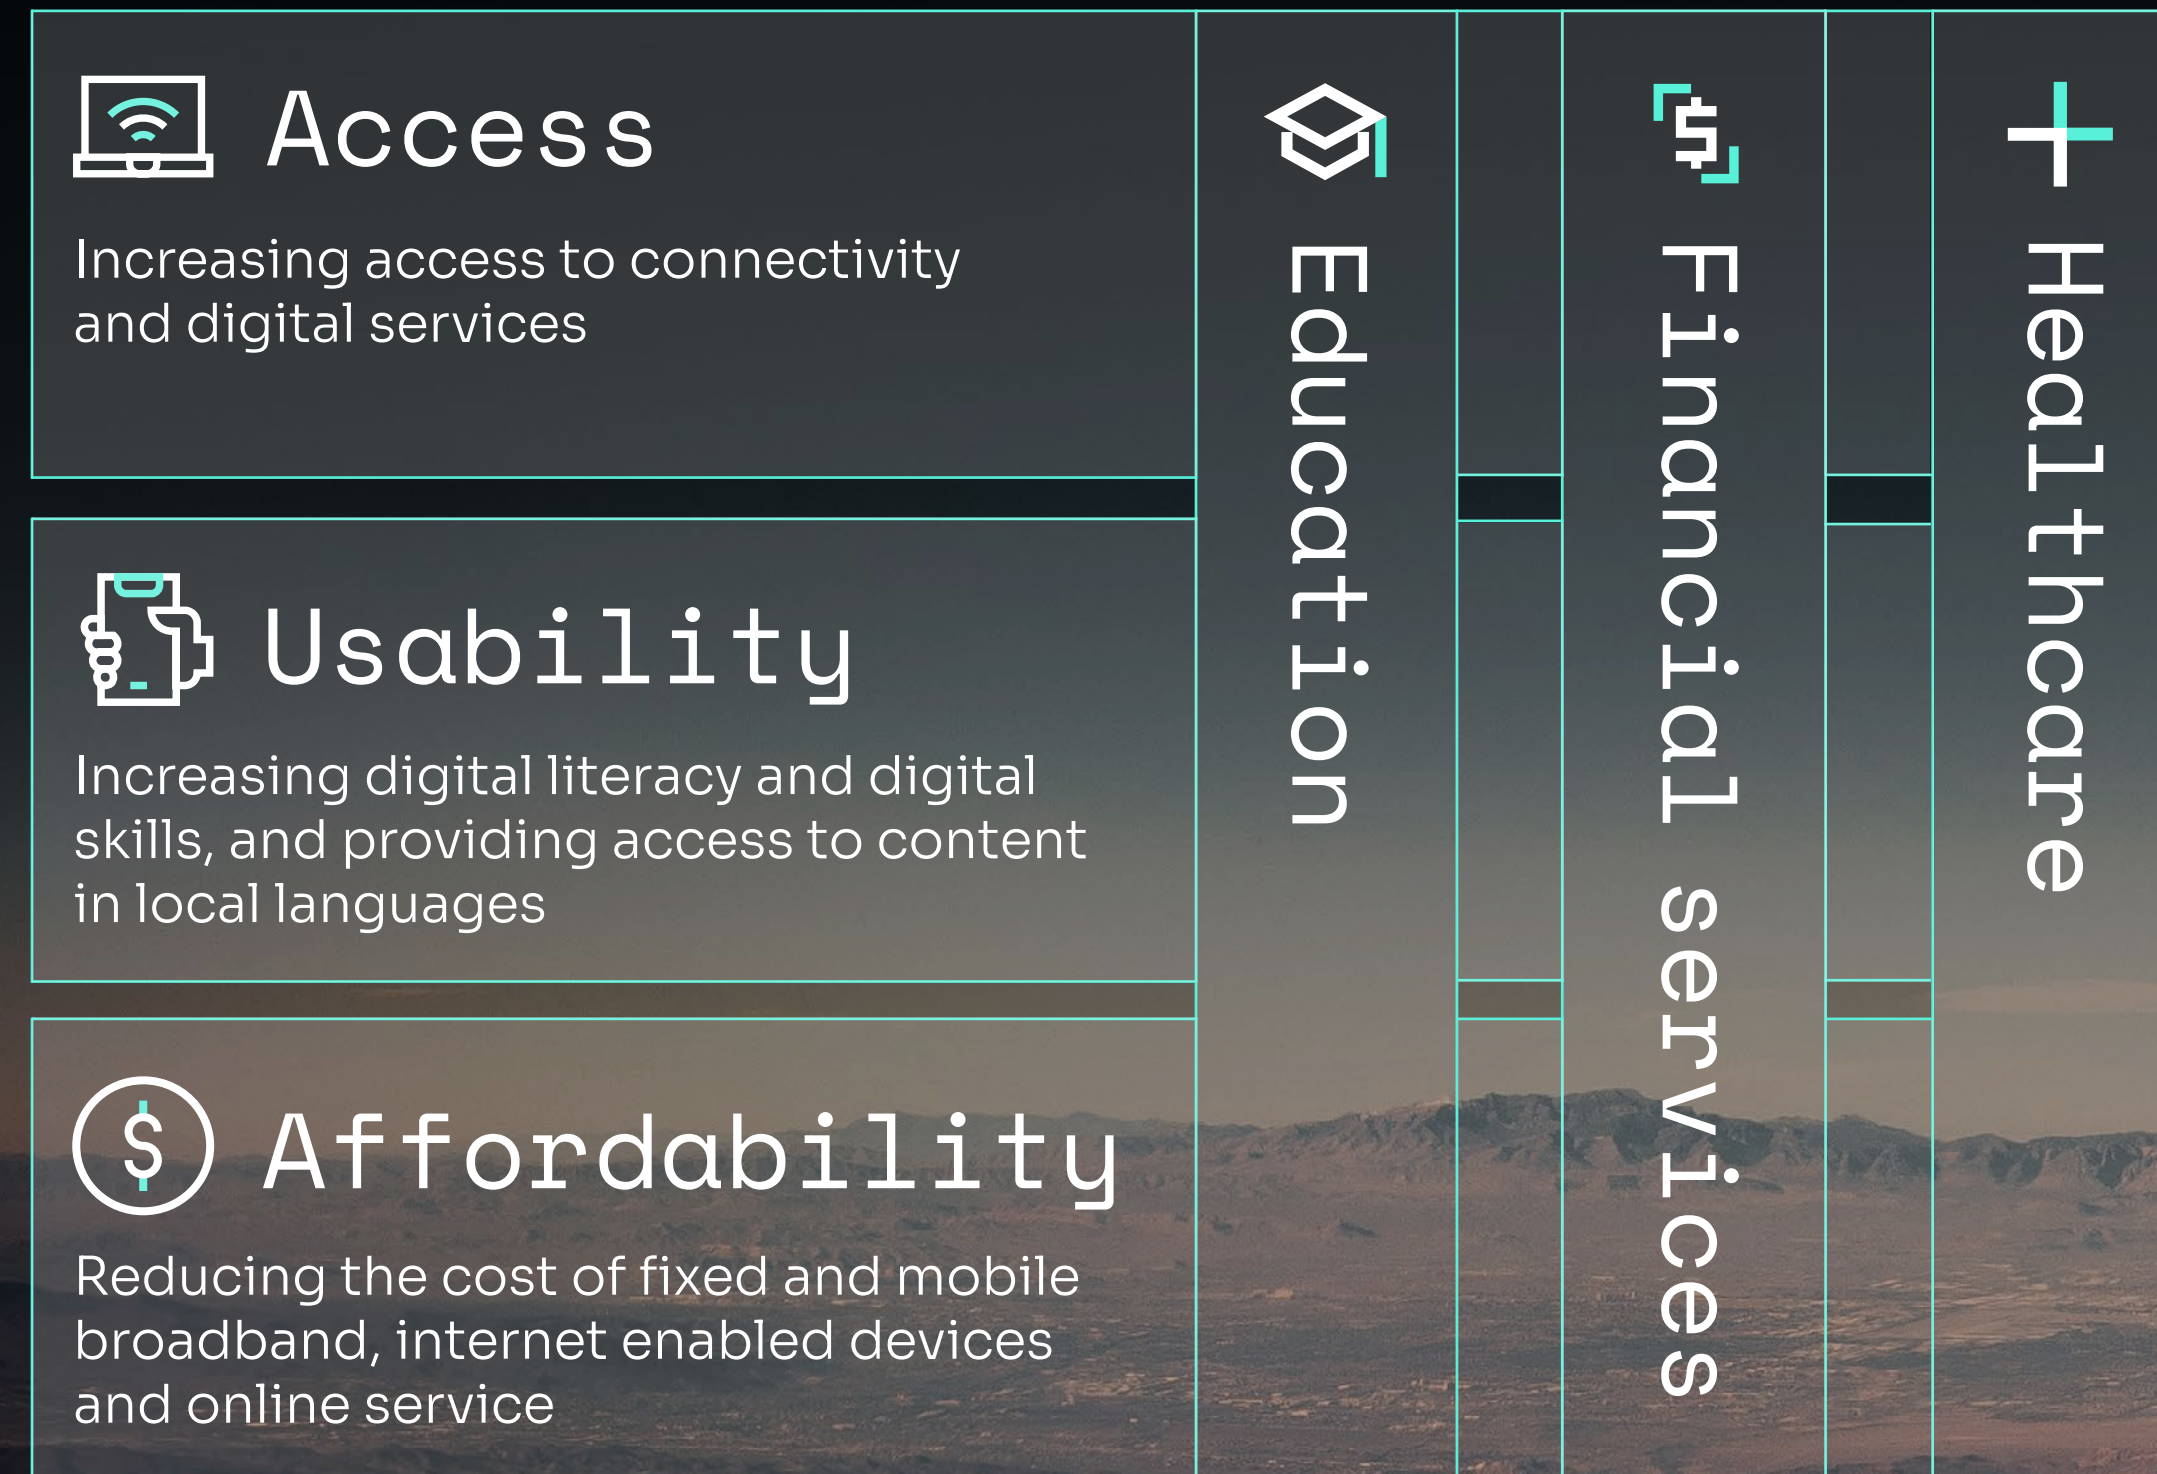 Access
Increasing access to connectivity
and digital services
Usability
Increasing digital literacy and digital
skills, and providing access to content
in local languages
Affordability
Reducing the cost of fixed and mobile
broadband, internet enabled devices
and online service
Education
Financial services
Healthcare